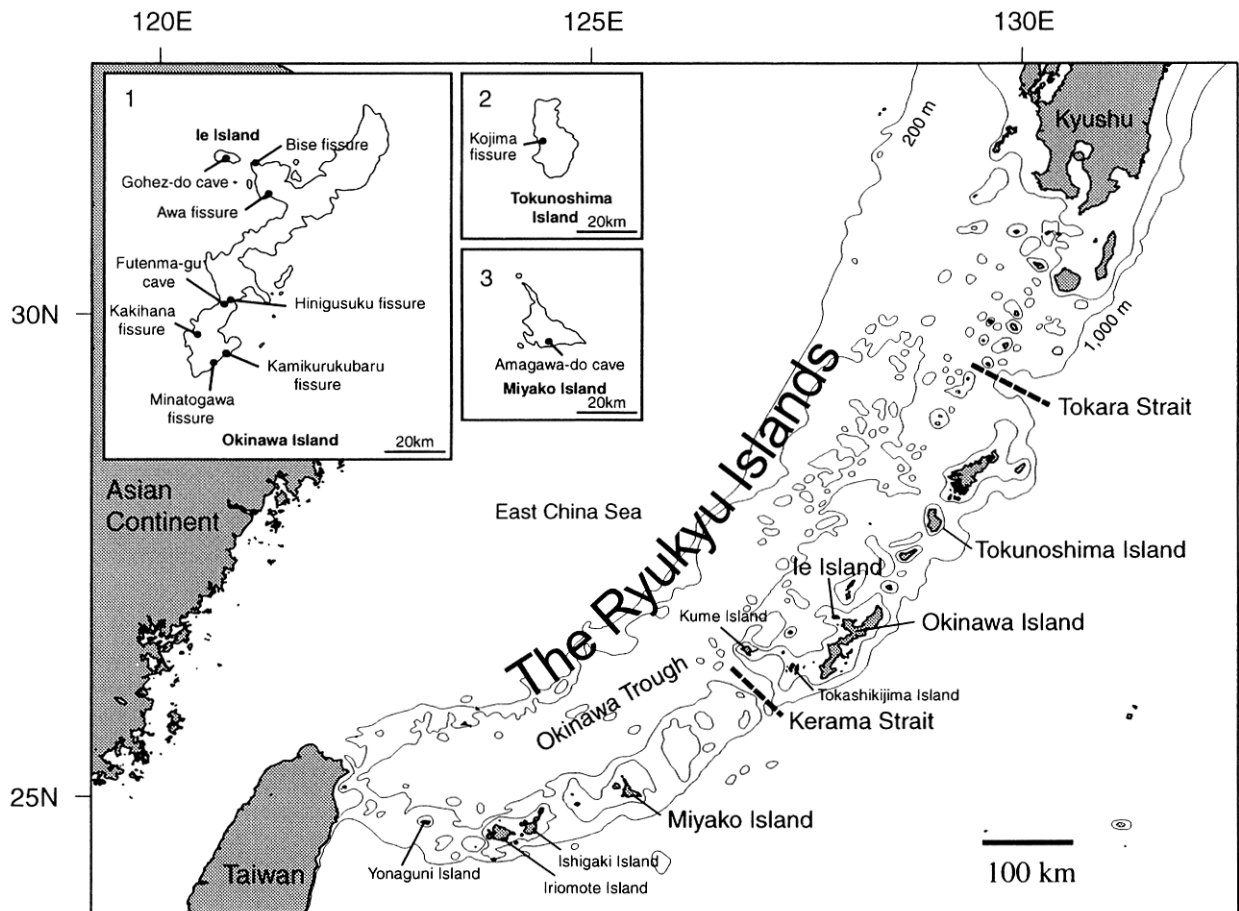 120E
125E
130E
1
Ie Island
Bise fissure
Gohez-do cave
Awa fissure
Futenma-gu
cave
Hinigusuku fissure
Kakihana
fissure
Kamikurukubaru
fissure
Minatogawa
fissure
Okinawa Island
20km
2
Kojima
fissure
Tokunoshima
Island
20km
3
Amagawa-do cave
Miyako Island
20km
200 m
Kyushu
30N
1,000 m
Tokara Strait
The Ryukyu Islands
Asian
Continent
East China Sea
Tokunoshima Island
Ie Island
Kume Island
Okinawa Island
Tokashikijima Island
Okinawa Trough
Kerama Strait
25N
Miyako Island
Taiwan
Yonaguni Island
Ishigaki Island
Iriomote Island
100 km